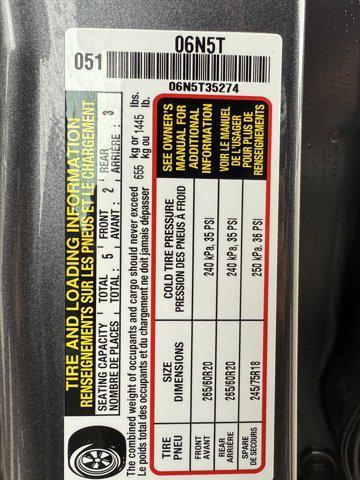 06N5T
051
06N5T35274
TIRE AND LOADING INFORMATION
RENSEIGNEMENTS SUR LES PNEUS ET LE CHARGEMENT
SEATING CAPACITY TOTAL 5 FRONT 2 REAR 3
NOMBRE DE PLACES : TOTAL : 5 AVANT : 2 ARRIÈRE : 3
The combined weight of occupants and cargo should never exceed 655 kg or 1445 lbs.
Le poids total des occupants et du chargement ne doit jamais dépasser 655 kg ou 1445 lb.
TIRE SIZE COLD TIRE PRESSURE
PNEU DIMENSIONS PRESSION DES PNEUS À FROID
SEE OWNER'S
MANUAL FOR
ADDITIONAL
INFORMATION
VOIR LE MANUEL
DE L'USAGER
POUR PLUS DE
RENSEIGNEMENTS
FRONT
AVANT
265/60R20 240 kPa, 35 PSI
REAR
ARRIÈRE
265/60R20 240 kPa, 35 PSI
SPARE
DE SECOURS
245/75R18 250 kPa, 36 PSI